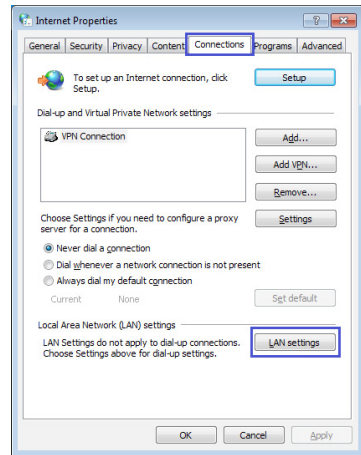 Internet Properties
General Security Privacy Content Connections Programs Advanced
To set up an Internet connection, click
Setup.
Setup
Dial-up and Virtual Private Network settings
VPN Connection
Add...
Add VPN...
Remove...
Choose Settings if you need to configure a proxy
server for a connection.
Settings
Never dial a connection
Dial whenever a network connection is not present
Always dial my default connection
Current None
Set default
Local Area Network (LAN) settings
LAN Settings do not apply to dial-up connections.
Choose Settings above for dial-up settings.
LAN settings
OK Cancel Apply